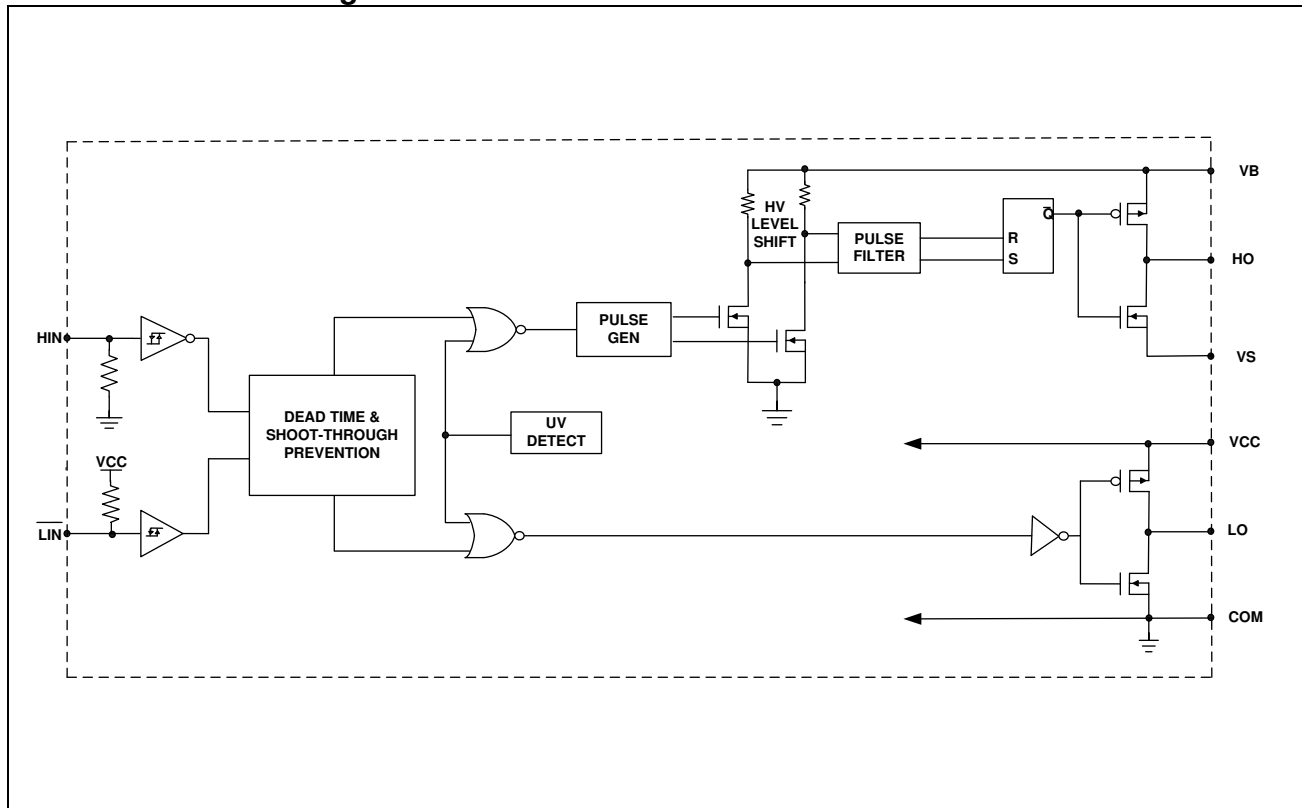 VB
HV
LEVEL
SHIFT
Q̅
PULSE
FILTER
R
S
HO
HIN
PULSE
GEN
VS
DEAD TIME &
SHOOT-THROUGH
PREVENTION
UV
DETECT
VCC
VCC
L̅I̅N̅
LO
COM